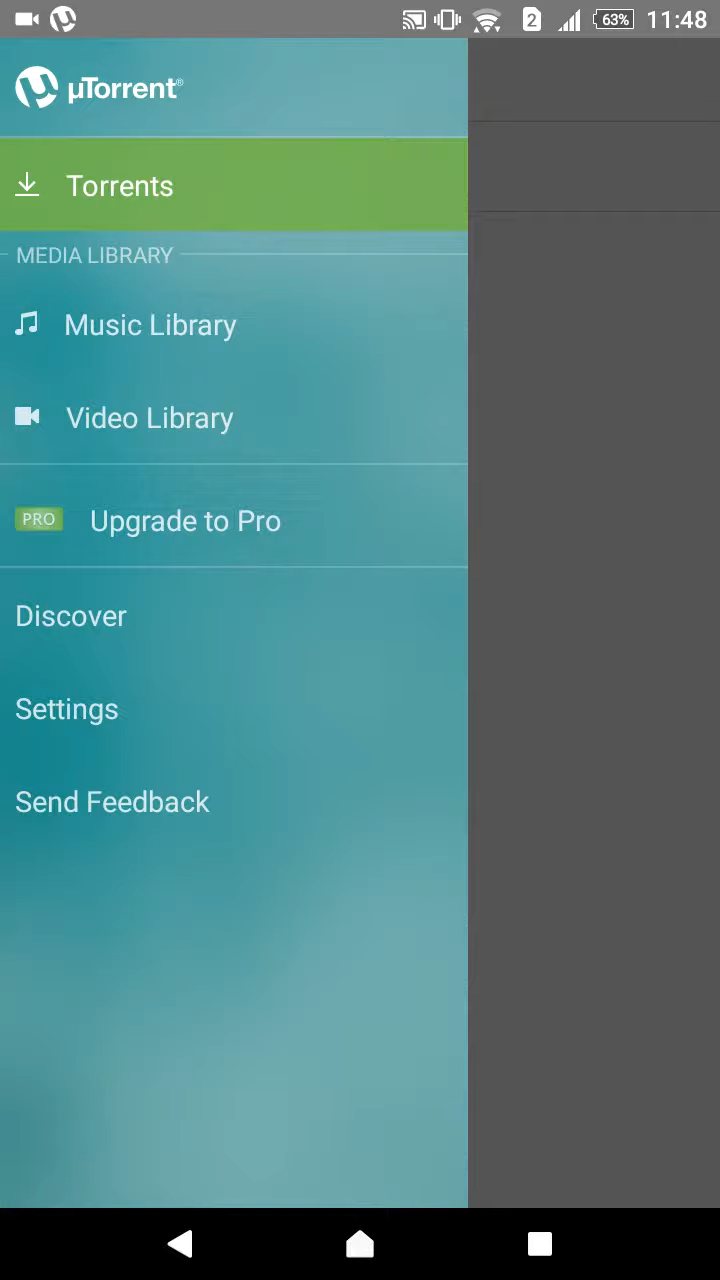 2 63% 11:48
µTorrent®
Torrents
MEDIA LIBRARY
Music Library
Video Library
PRO Upgrade to Pro
Discover
Settings
Send Feedback